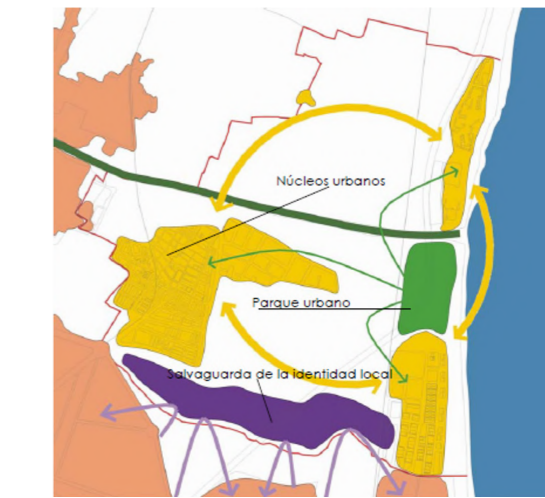 Núcleos urbanos
Parque urbano
Salvaguarda de la identidad local